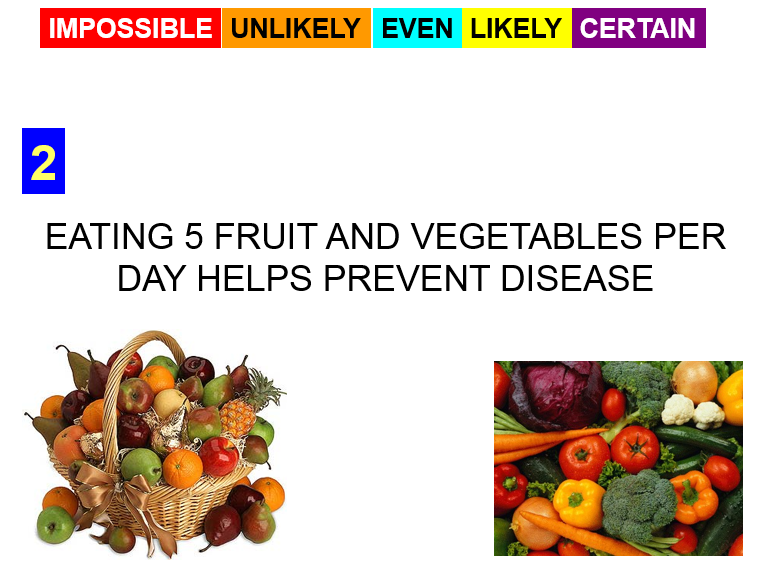 IMPOSSIBLE UNLIKELY EVEN LIKELY CERTAIN
2
EATING 5 FRUIT AND VEGETABLES PER
DAY HELPS PREVENT DISEASE